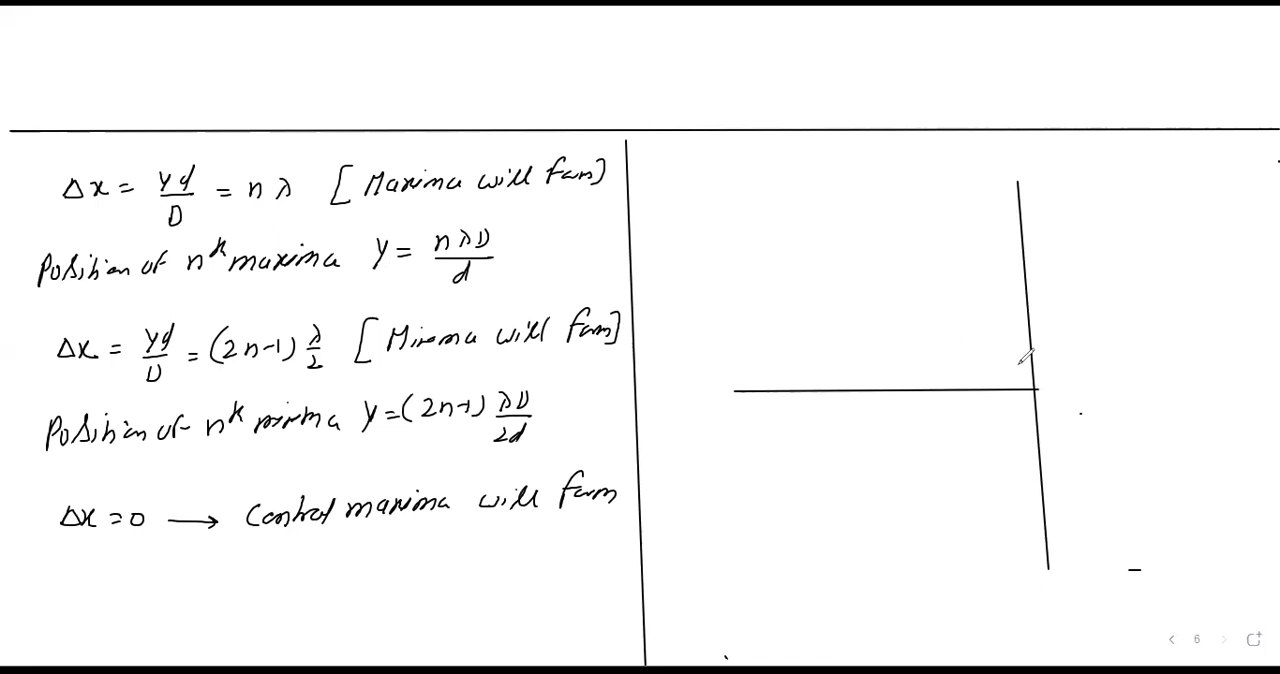 Δx = yd/D = nλ [Maxima will form]
Position of nth maxima y = nλD/d
Δx = yd/D = (2n-1) λ/2 [Minima will form]
Position of nth minima y = (2n-1) λD/2d
Δx = 0 → Central maxima will form
6